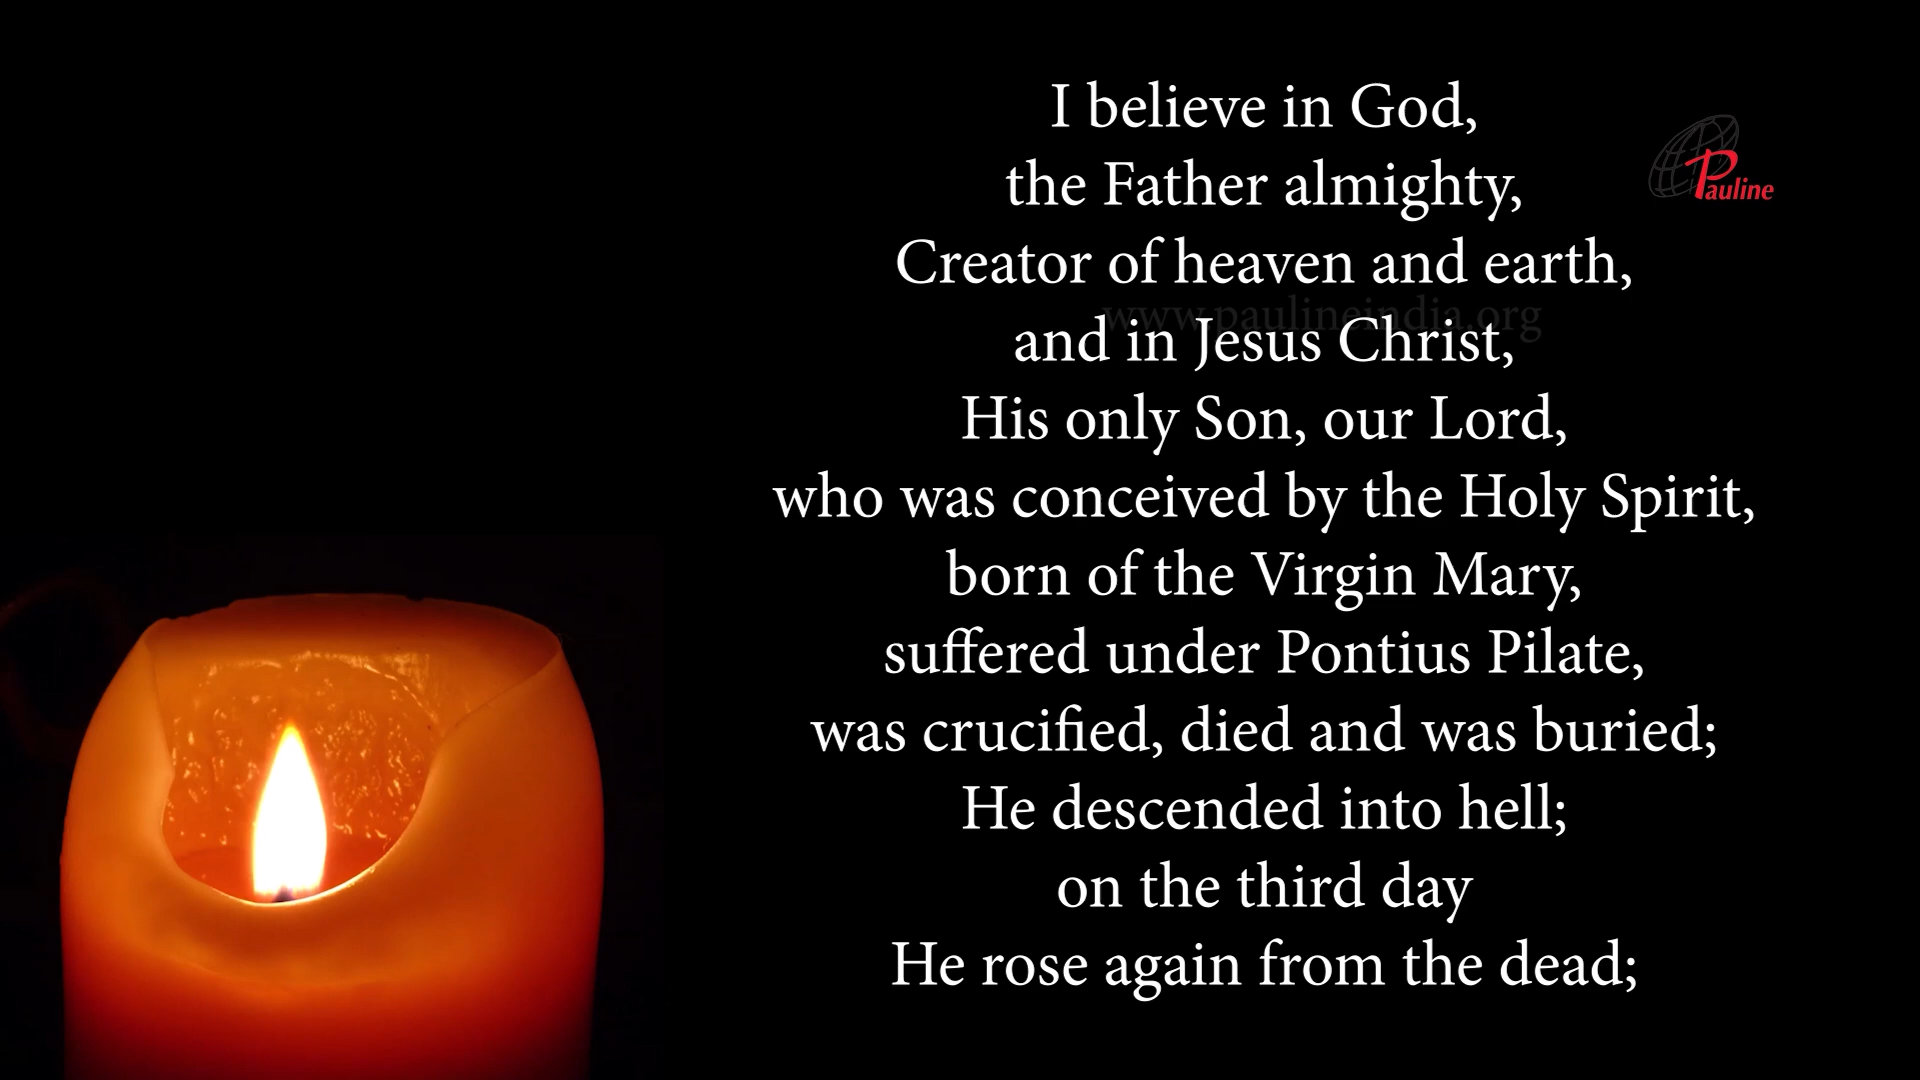 I believe in God,
the Father almighty,
Pauline
Creator of heaven and earth,
www.paulineindia.org
and in Jesus Christ,
His only Son, our Lord,
who was conceived by the Holy Spirit,
born of the Virgin Mary,
suffered under Pontius Pilate,
was crucified, died and was buried;
He descended into hell;
on the third day
He rose again from the dead;